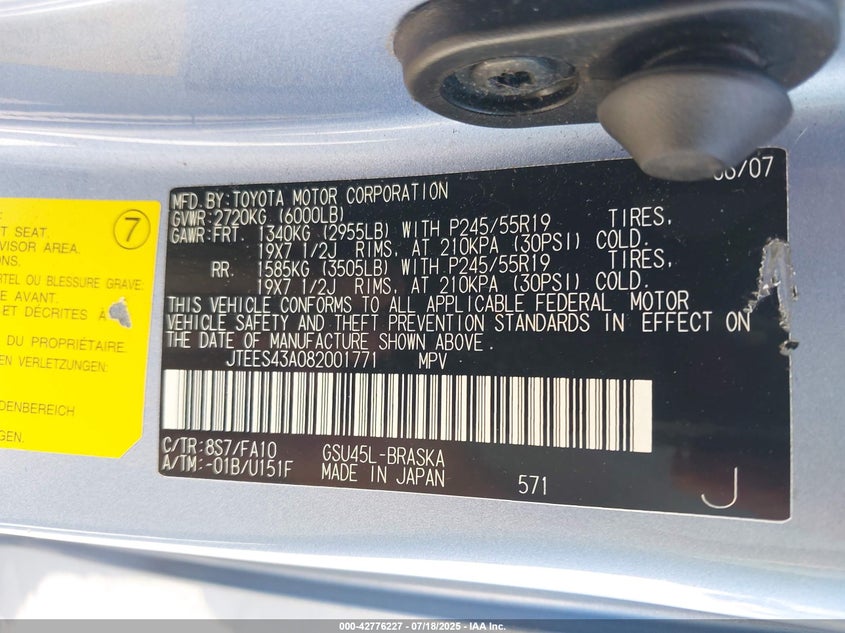 7
T SEAT.
VISOR AREA.
ONS.
RTEL OU BLESSURE GRAVE:
E AVANT.
T ET DÉCRITES À
DU PROPRIÉTAIRE.
EN VERLETZUNGEN:
DENBEREICH
NGEN.
/07
MFD.BY:TOYOTA MOTOR CORPORATION
GVWR:2720KG (6000LB)
GAWR:FRT. 1340KG (2955LB) WITH P245/55R19 TIRES,
19X7 1/2J RIMS, AT 210KPA (30PSI) COLD.
RR. 1585KG (3505LB) WITH P245/55R19 TIRES,
19X7 1/2J RIMS, AT 210KPA (30PSI) COLD.
THIS VEHICLE CONFORMS TO ALL APPLICABLE FEDERAL MOTOR
VEHICLE SAFETY AND THEFT PREVENTION STANDARDS IN EFFECT ON
THE DATE OF MANUFACTURE SHOWN ABOVE.
JTEES43A082001771 MPV
C/TR:8S7/FA10 GSU45L-BRASKA
A/TM:-01B/U151F MADE IN JAPAN 571
J
000-42776227 - 07/18/2025 - IAA Inc.